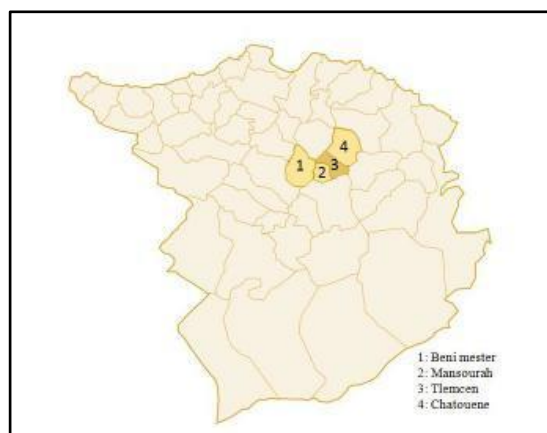 4
1
3
2
1: Beni mester
2: Mansourah
3: Tlemcen
4: Chatouene